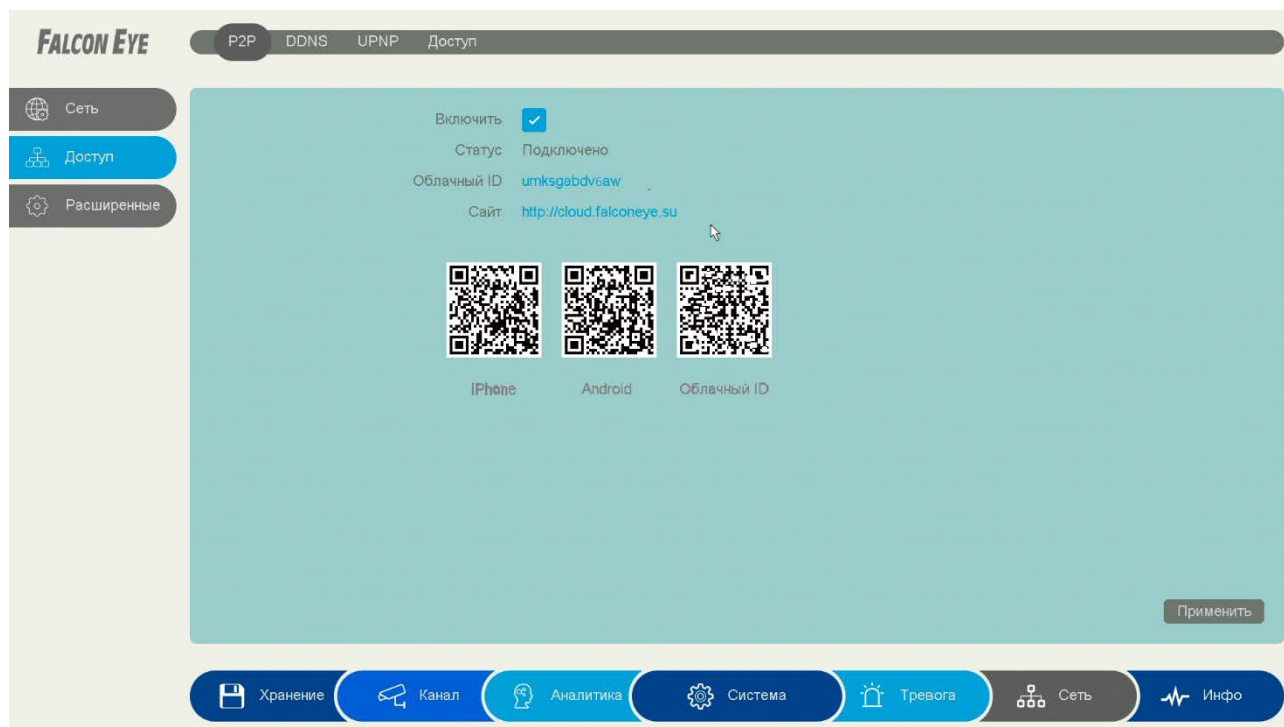 FALCON EYE
P2P DDNS UPNP Доступ
Сеть
Доступ
Расширенные
Включить
Статус Подключено
Облачный ID umksgabdv6aw
Сайт http://cloud.falconeye.su
iPhone Android Облачный ID
Применить
Хранение Канал Аналитика Система Тревога Сеть Инфо